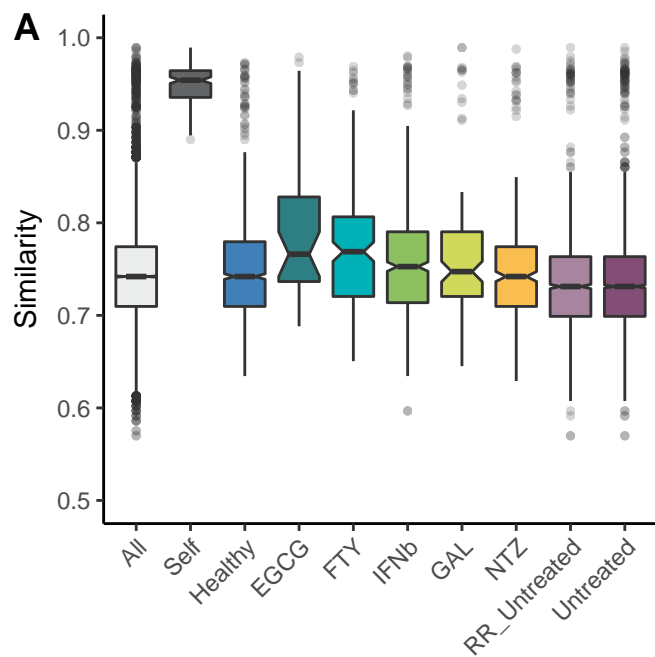 A
Similarity
1.0
0.9
0.8
0.7
0.6
0.5
All
Self
Healthy
EGCG
FTY
IFNb
GAL
NTZ
RR_Untreated
Untreated